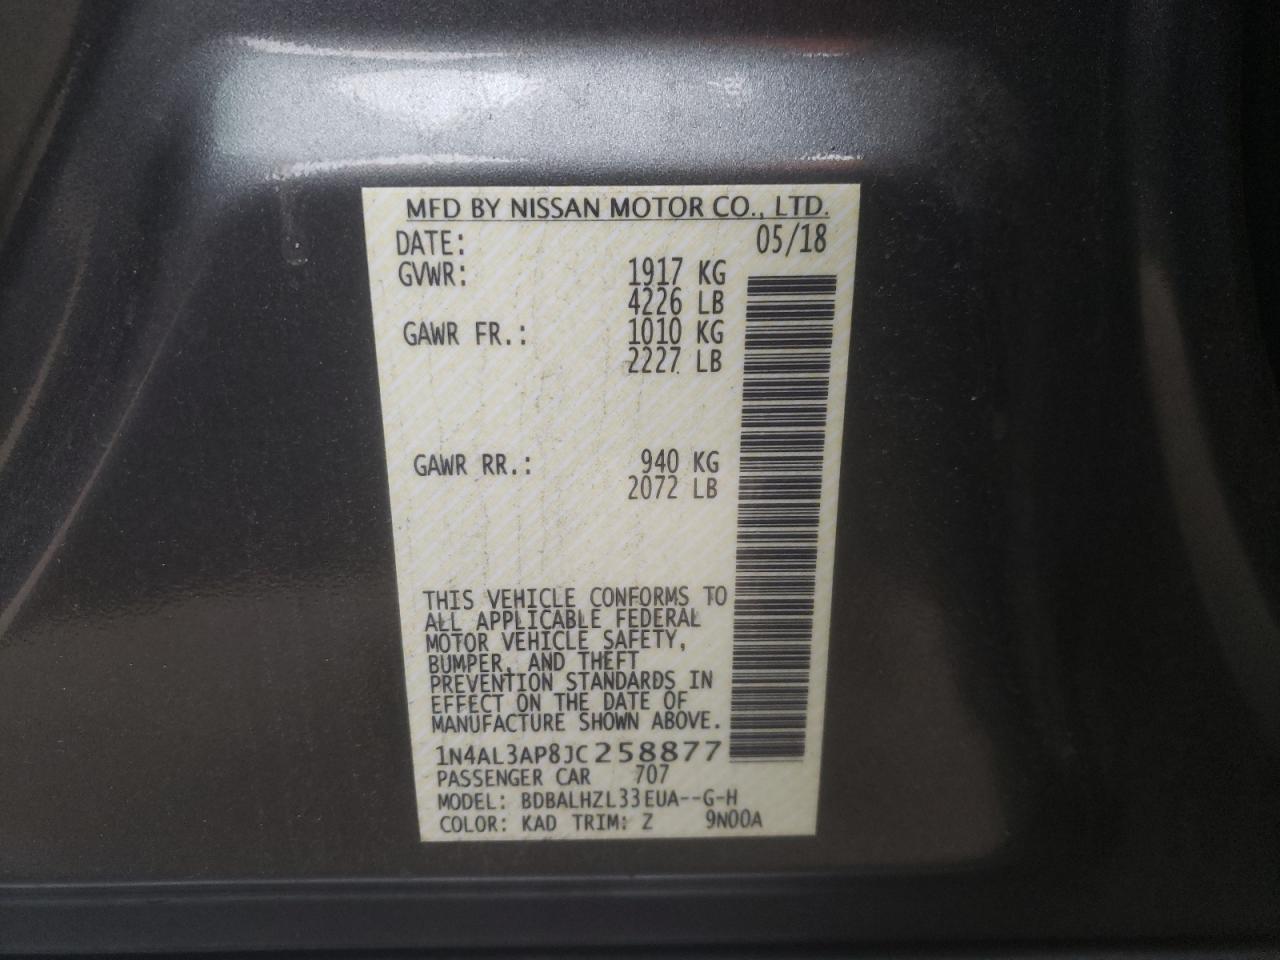 MFD BY NISSAN MOTOR CO., LTD.
DATE: 05/18
GVWR: 1917 KG
4226 LB
GAWR FR.: 1010 KG
2227 LB
GAWR RR.: 940 KG
2072 LB
THIS VEHICLE CONFORMS TO
ALL APPLICABLE FEDERAL
MOTOR VEHICLE SAFETY,
BUMPER, AND THEFT
PREVENTION STANDARDS IN
EFFECT ON THE DATE OF
MANUFACTURE SHOWN ABOVE.
1N4AL3AP8JC258877
PASSENGER CAR 707
MODEL: BDBALHZL33EUA--G-H
COLOR: KAD TRIM: Z 9N00A